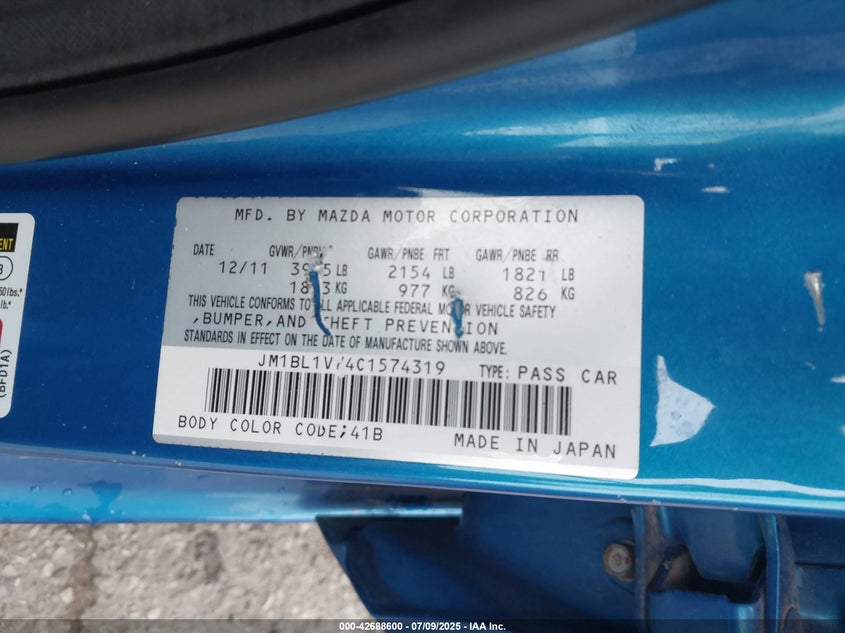 MFD. BY MAZDA MOTOR CORPORATION
DATE GAWR/PNBE FRT GAWR/PNBE RR
12/11 LB 2154 LB 1821 LB
KG 977 KG 826 KG
THIS VEHICLE CONFORMS TO ALL APPLICABLE FEDERAL MOTOR VEHICLE SAFETY
,BUMPER,AND THEFT PREVENTION
STANDARDS IN EFFECT ON THE DATE OF MANUFACTURE SHOWN ABOVE.
TYPE: PASS CAR
BODY COLOR CODE;41B MADE IN JAPAN
(BFD1A)
000-42688600 - 07/09/2025 - IAA Inc.